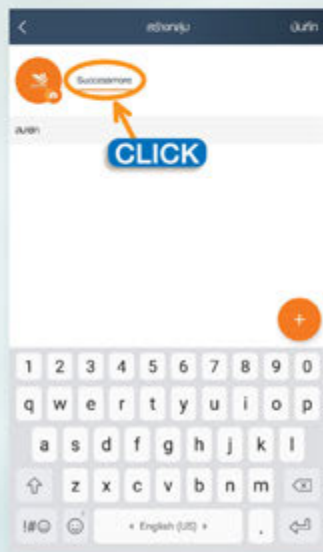 สร้างกลุ่ม บันทึก
Successmore
สมาชิก
CLICK
+
1 2 3 4 5 6 7 8 9 0
q w e r t y u i o p
a s d f g h j k l
z x c v b n m
!#☺ English (US) .